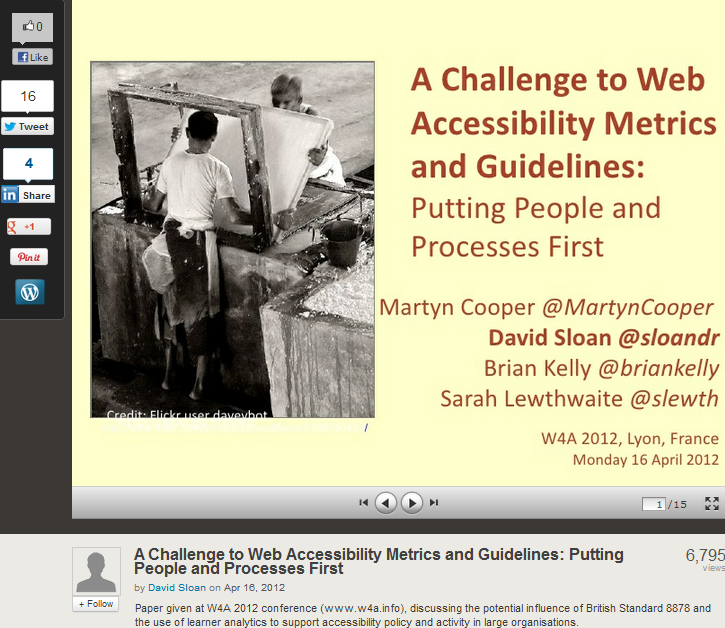 0
Like
16
Tweet
4
in Share
+1
Pin it
A Challenge to Web
Accessibility Metrics
and Guidelines:
Putting People and
Processes First
Martyn Cooper @MartynCooper
David Sloan @sloandr
Brian Kelly @briankelly
Sarah Lewthwaite @slewth
W4A 2012, Lyon, France
Monday 16 April 2012
Credit: Flickr user daveybot
/
1 /15
A Challenge to Web Accessibility Metrics and Guidelines: Putting
People and Processes First
6,795
views
by David Sloan on Apr 16, 2012
+ Follow
Paper given at W4A 2012 conference (www.w4a.info), discussing the potential influence of British Standard 8878 and
the use of learner analytics to support accessibility policy and activity in large organisations.